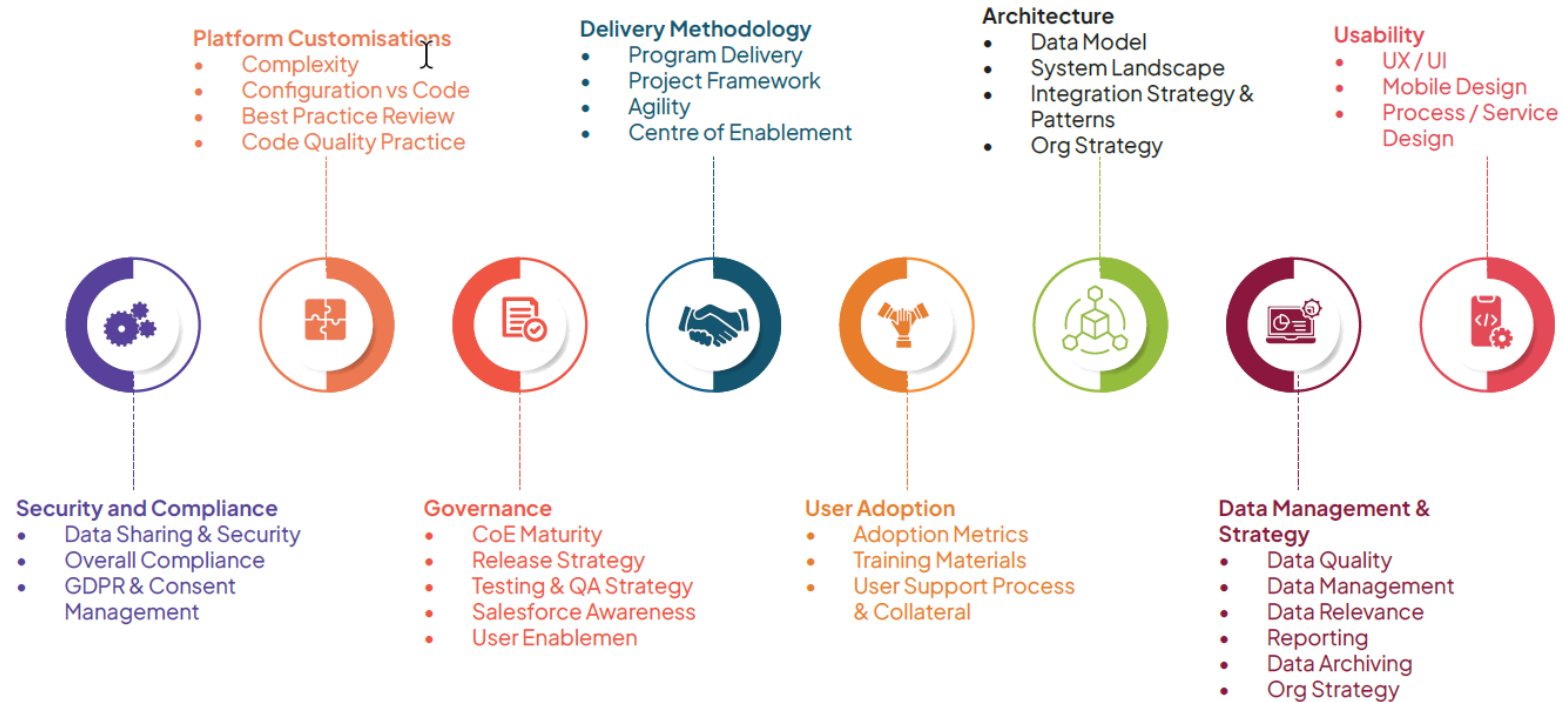 Platform Customisations
• Complexity
• Configuration vs Code
• Best Practice Review
• Code Quality Practice
Delivery Methodology
• Program Delivery
• Project Framework
• Agility
• Centre of Enablement
Architecture
• Data Model
• System Landscape
• Integration Strategy &
Patterns
• Org Strategy
Usability
• UX / UI
• Mobile Design
• Process / Service
Design
</>
Security and Compliance
• Data Sharing & Security
• Overall Compliance
• GDPR & Consent
Management
Governance
• CoE Maturity
• Release Strategy
• Testing & QA Strategy
• Salesforce Awareness
• User Enablemen
User Adoption
• Adoption Metrics
• Training Materials
• User Support Process
& Collateral
Data Management &
Strategy
• Data Quality
• Data Management
• Data Relevance
• Reporting
• Data Archiving
• Org Strategy